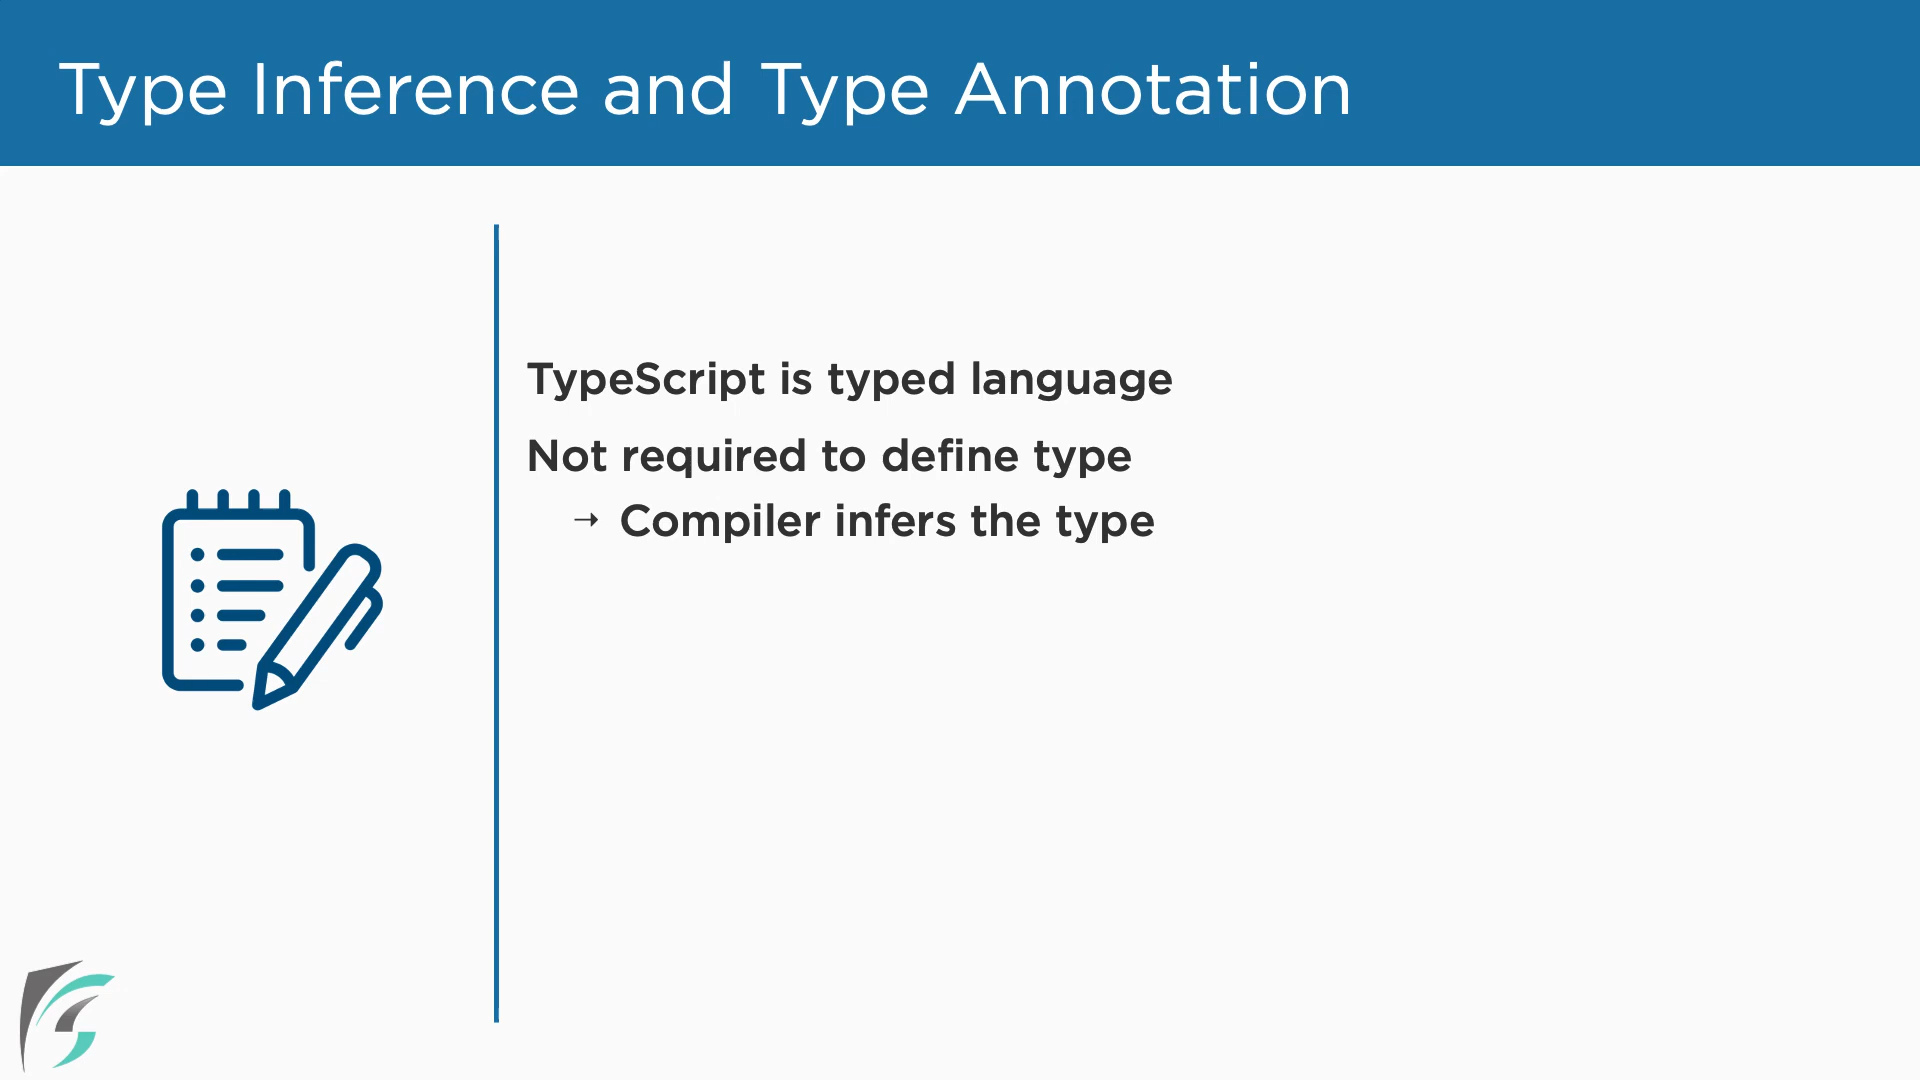 Type Inference and Type Annotation
TypeScript is typed language
Not required to define type
→ Compiler infers the type